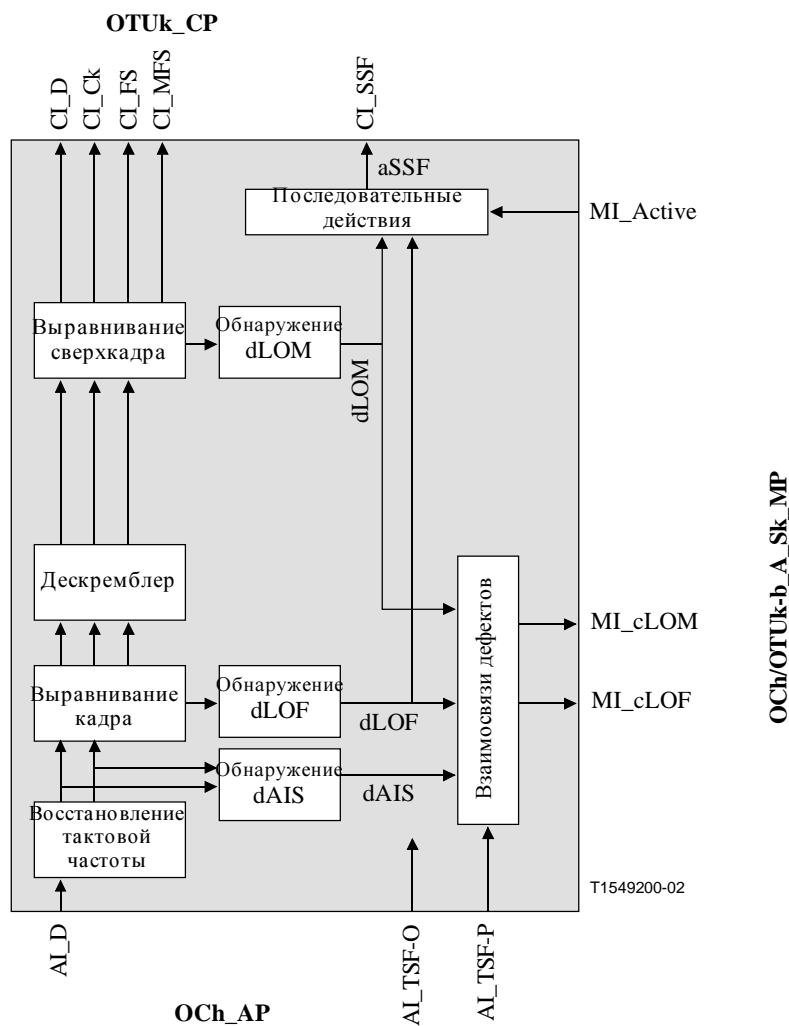 OTUk_CP
CI_D
CI_Ck
CI_FS
CI_MFS
CI_SSF
aSSF
Последовательные
действия
MI_Active
Выравнивание
сверхкадра
Обнаружение
dLOM
dLOM
Дескремблер
Взаимосвязи дефектов
MI_cLOM
MI_cLOF
OCh/OTUk-b_A_Sk_MP
Выравнивание
кадра
Обнаружение
dLOF
dLOF
Обнаружение
dAIS
dAIS
Восстановление
тактовой
частоты
T1549200-02
AI_D
AI_TSF-O
AI_TSF-P
OCh_AP